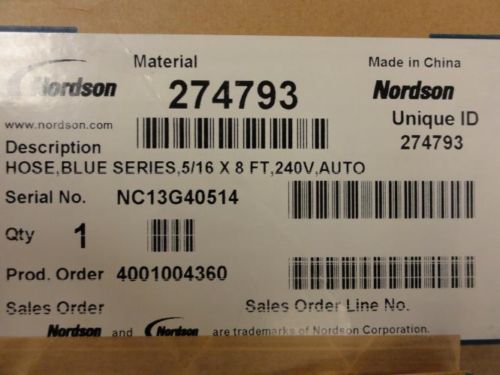 Nordson
Material
274793
Made in China
Nordson
Unique ID
274793
www.nordson.com
Description
HOSE,BLUE SERIES,5/16 X 8 FT,240V,AUTO
Serial No. NC13G40514
Qty 1
Prod. Order 4001004360
Sales Order Sales Order Line No.
Nordson and Nordson are trademarks of Nordson Corporation.